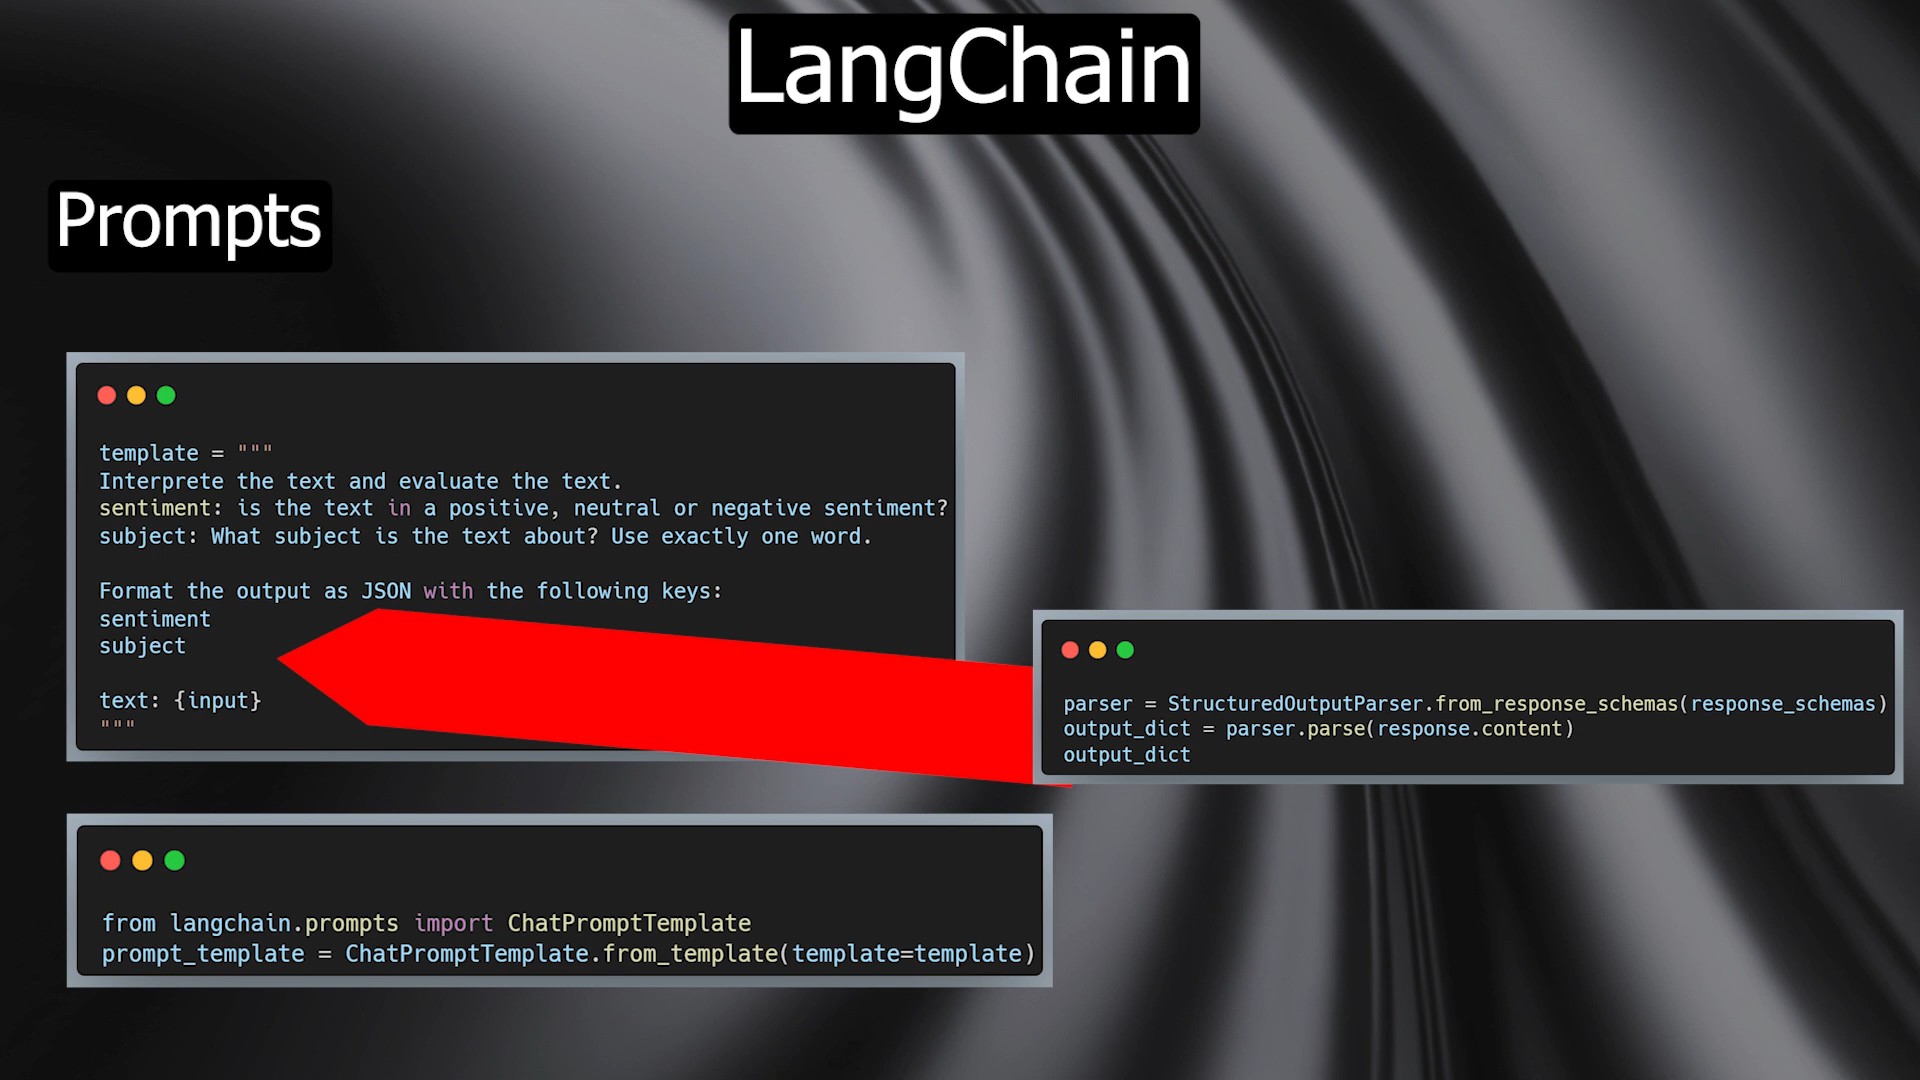 LangChain
Prompts
template = """
Interprete the text and evaluate the text.
sentiment: is the text in a positive, neutral or negative sentiment?
subject: What subject is the text about? Use exactly one word.
Format the output as JSON with the following keys:
sentiment
subject
text: {input}
"""
parser = StructuredOutputParser.from_response_schemas(response_schemas)
output_dict = parser.parse(response.content)
output_dict
from langchain.prompts import ChatPromptTemplate
prompt_template = ChatPromptTemplate.from_template(template=template)